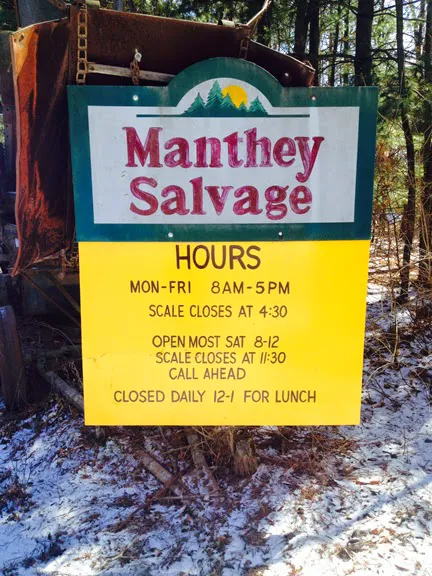 Manthey
Salvage
HOURS
MON-FRI 8AM-5PM
SCALE CLOSES AT 4:30
OPEN MOST SAT 8-12
SCALE CLOSES AT 11:30
CALL AHEAD
CLOSED DAILY 12-1 FOR LUNCH